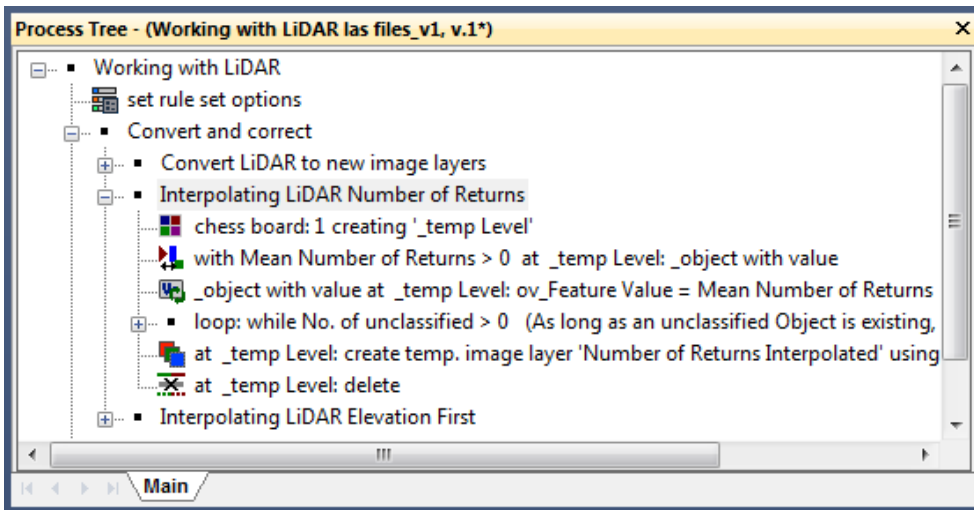 Process Tree - (Working with LiDAR las files_v1, v.1*)
Working with LiDAR
set rule set options
Convert and correct
Convert LiDAR to new image layers
Interpolating LiDAR Number of Returns
chess board: 1 creating '_temp Level'
with Mean Number of Returns > 0 at _temp Level: _object with value
_object with value at _temp Level: ov_Feature Value = Mean Number of Returns
loop: while No. of unclassified > 0 (As long as an unclassified Object is existing,
at _temp Level: create temp. image layer 'Number of Returns Interpolated' using
at _temp Level: delete
Interpolating LiDAR Elevation First
Main